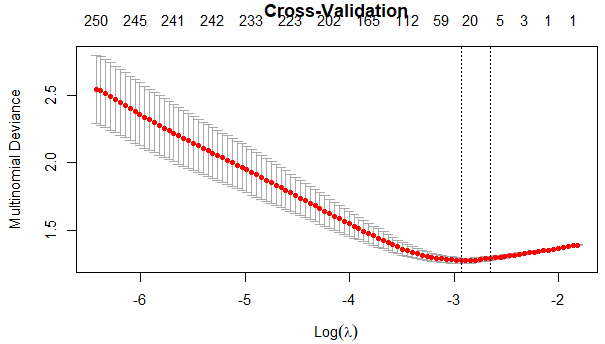 Cross-Validation
250 245 241 242 233 223 202 165 112 59 20 5 3 1 1
Multinomial Deviance
2.5
2.0
1.5
-6 -5 -4 -3 -2
Log(λ)